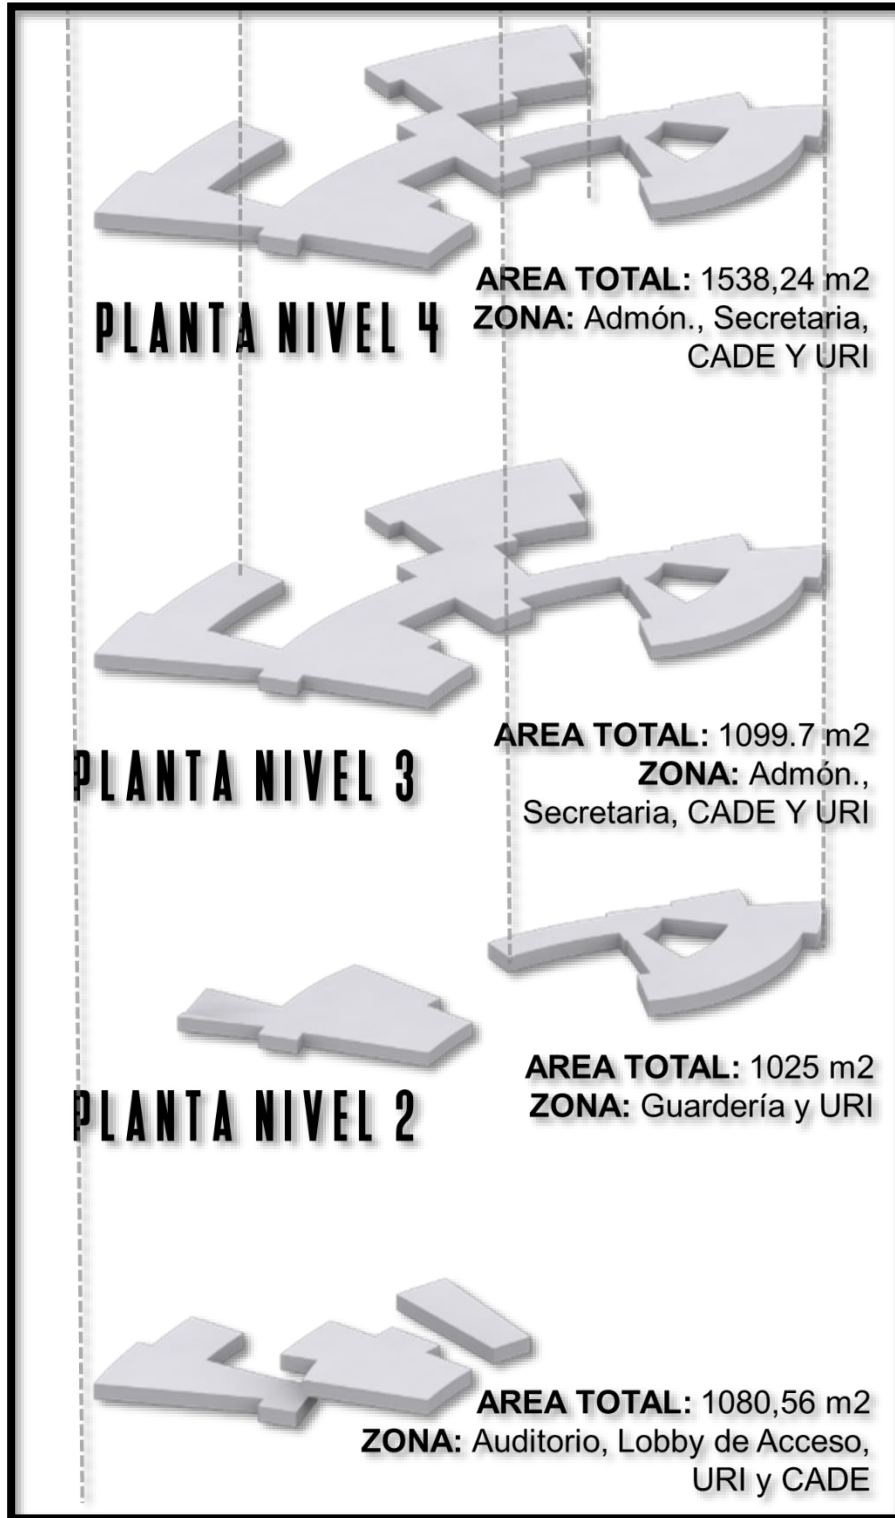 AREA TOTAL: 1538,24 m2
PLANTA NIVEL 4
ZONA: Admón., Secretaria,
CADE Y URI
AREA TOTAL: 1099.7 m2
PLANTA NIVEL 3
ZONA: Admón.,
Secretaria, CADE Y URI
AREA TOTAL: 1025 m2
PLANTA NIVEL 2
ZONA: Guardería y URI
AREA TOTAL: 1080,56 m2
ZONA: Auditorio, Lobby de Acceso,
URI y CADE